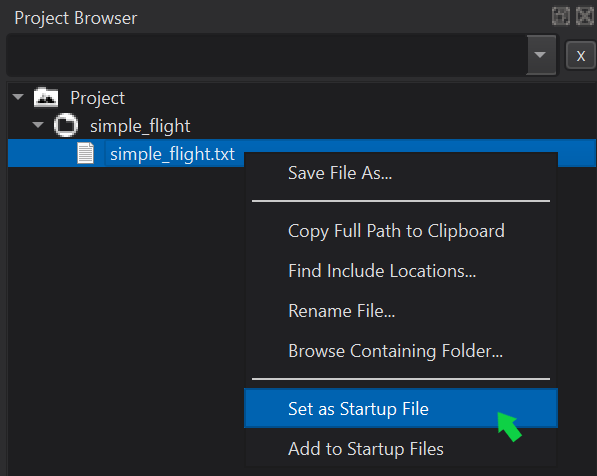 Project Browser
x
Project
simple_flight
simple_flight.txt
Save File As...
Copy Full Path to Clipboard
Find Include Locations...
Rename File...
Browse Containing Folder...
Set as Startup File
Add to Startup Files